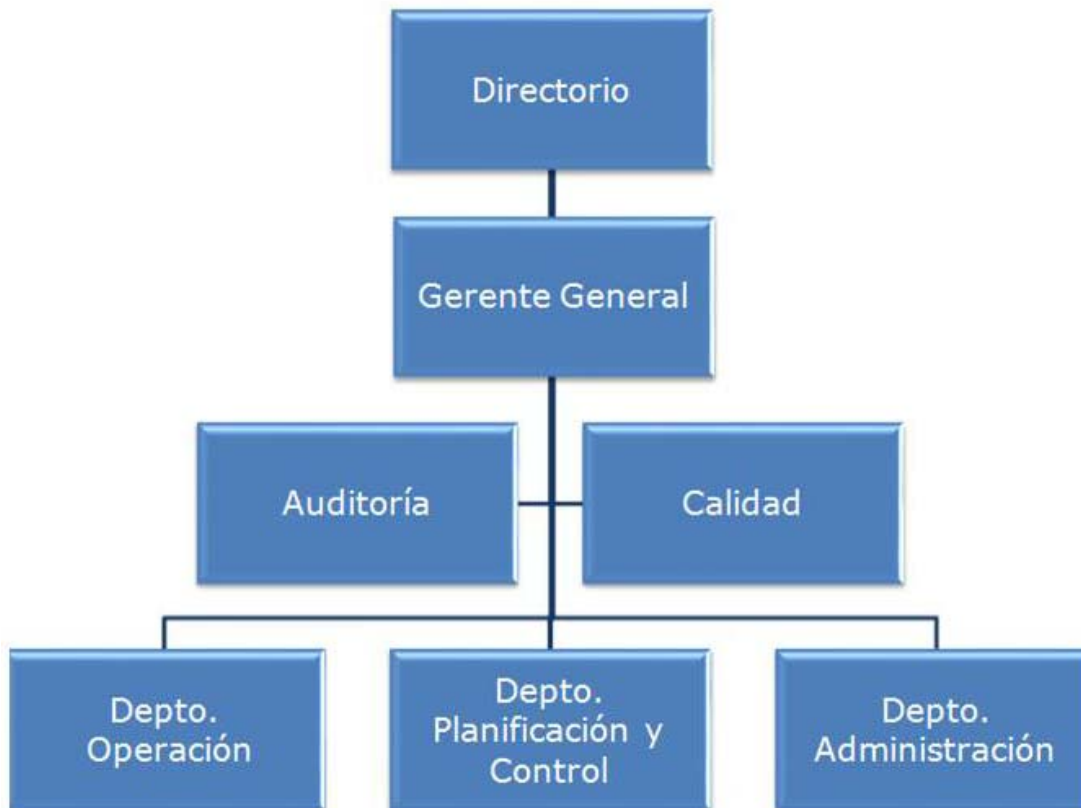 Directorio
Gerente General
Auditoría
Calidad
Depto.
Operación
Depto.
Planificación y
Control
Depto.
Administración